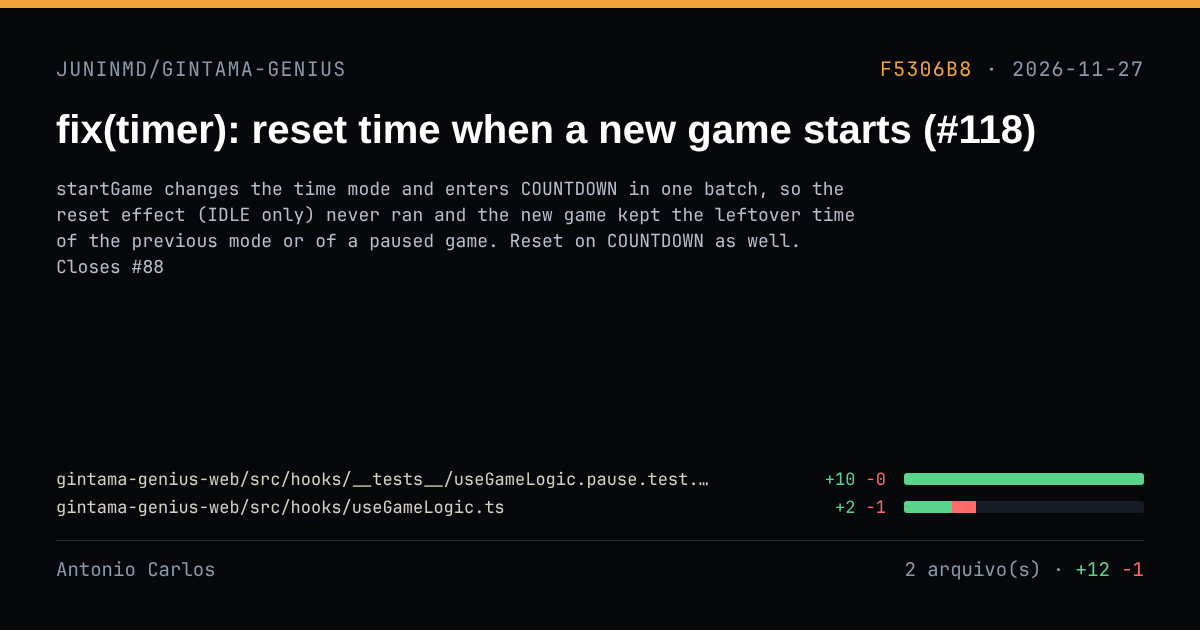 JUNINMD/GINTAMA-GENIUS
F5306B8 · 2026-11-27
fix(timer): reset time when a new game starts (#118)
startGame changes the time mode and enters COUNTDOWN in one batch, so the
reset effect (IDLE only) never ran and the new game kept the leftover time
of the previous mode or of a paused game. Reset on COUNTDOWN as well.
Closes #88
gintama-genius-web/src/hooks/__tests__/useGameLogic.pause.test.… +10 -0
gintama-genius-web/src/hooks/useGameLogic.ts +2 -1
Antonio Carlos
2 arquivo(s) · +12 -1